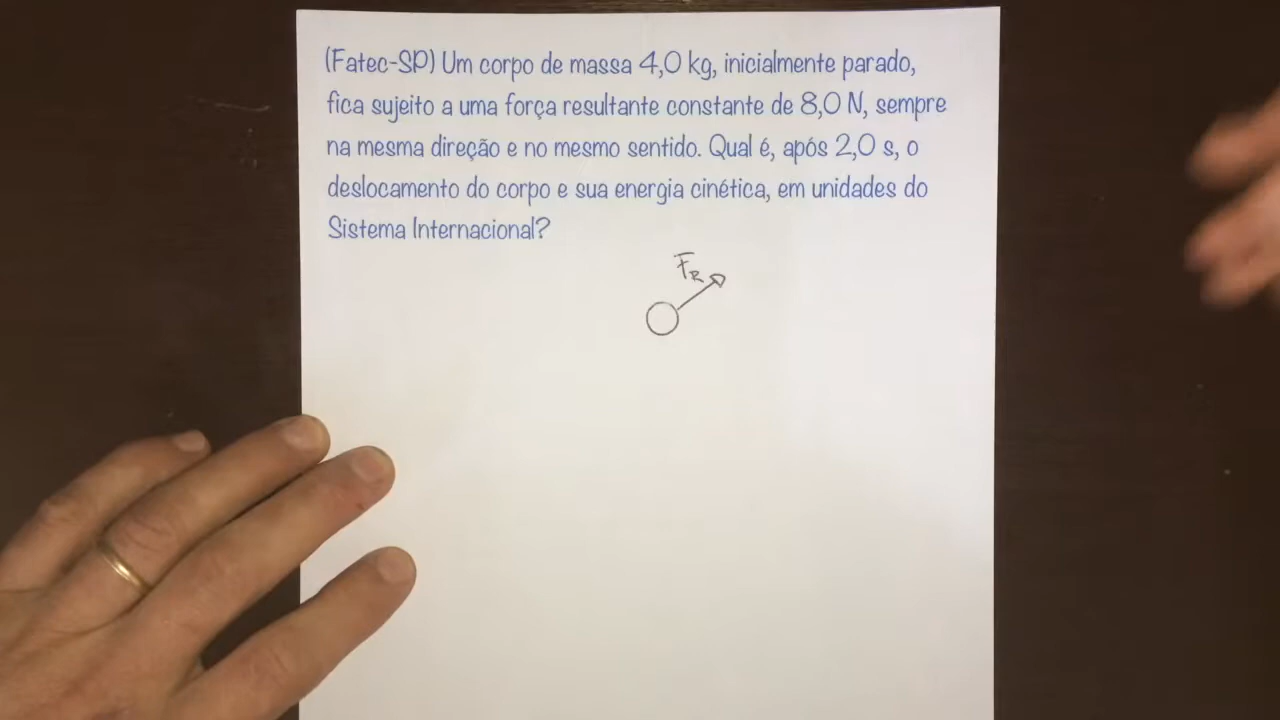 (Fatec-SP) Um corpo de massa 4,0 kg, inicialmente parado,
fica sujeito a uma força resultante constante de 8,0 N, sempre
na mesma direção e no mesmo sentido. Qual é, após 2,0 s, o
deslocamento do corpo e sua energia cinética, em unidades do
Sistema Internacional?
FR